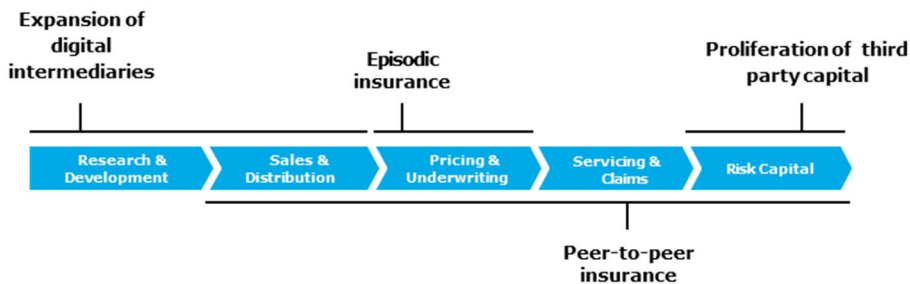 Expansion of
digital
intermediaries
Episodic
insurance
Proliferation of third
party capital
Research &
Development
Sales &
Distribution
Pricing &
Underwriting
Servicing &
Claims
Risk Capital
Peer-to-peer
insurance